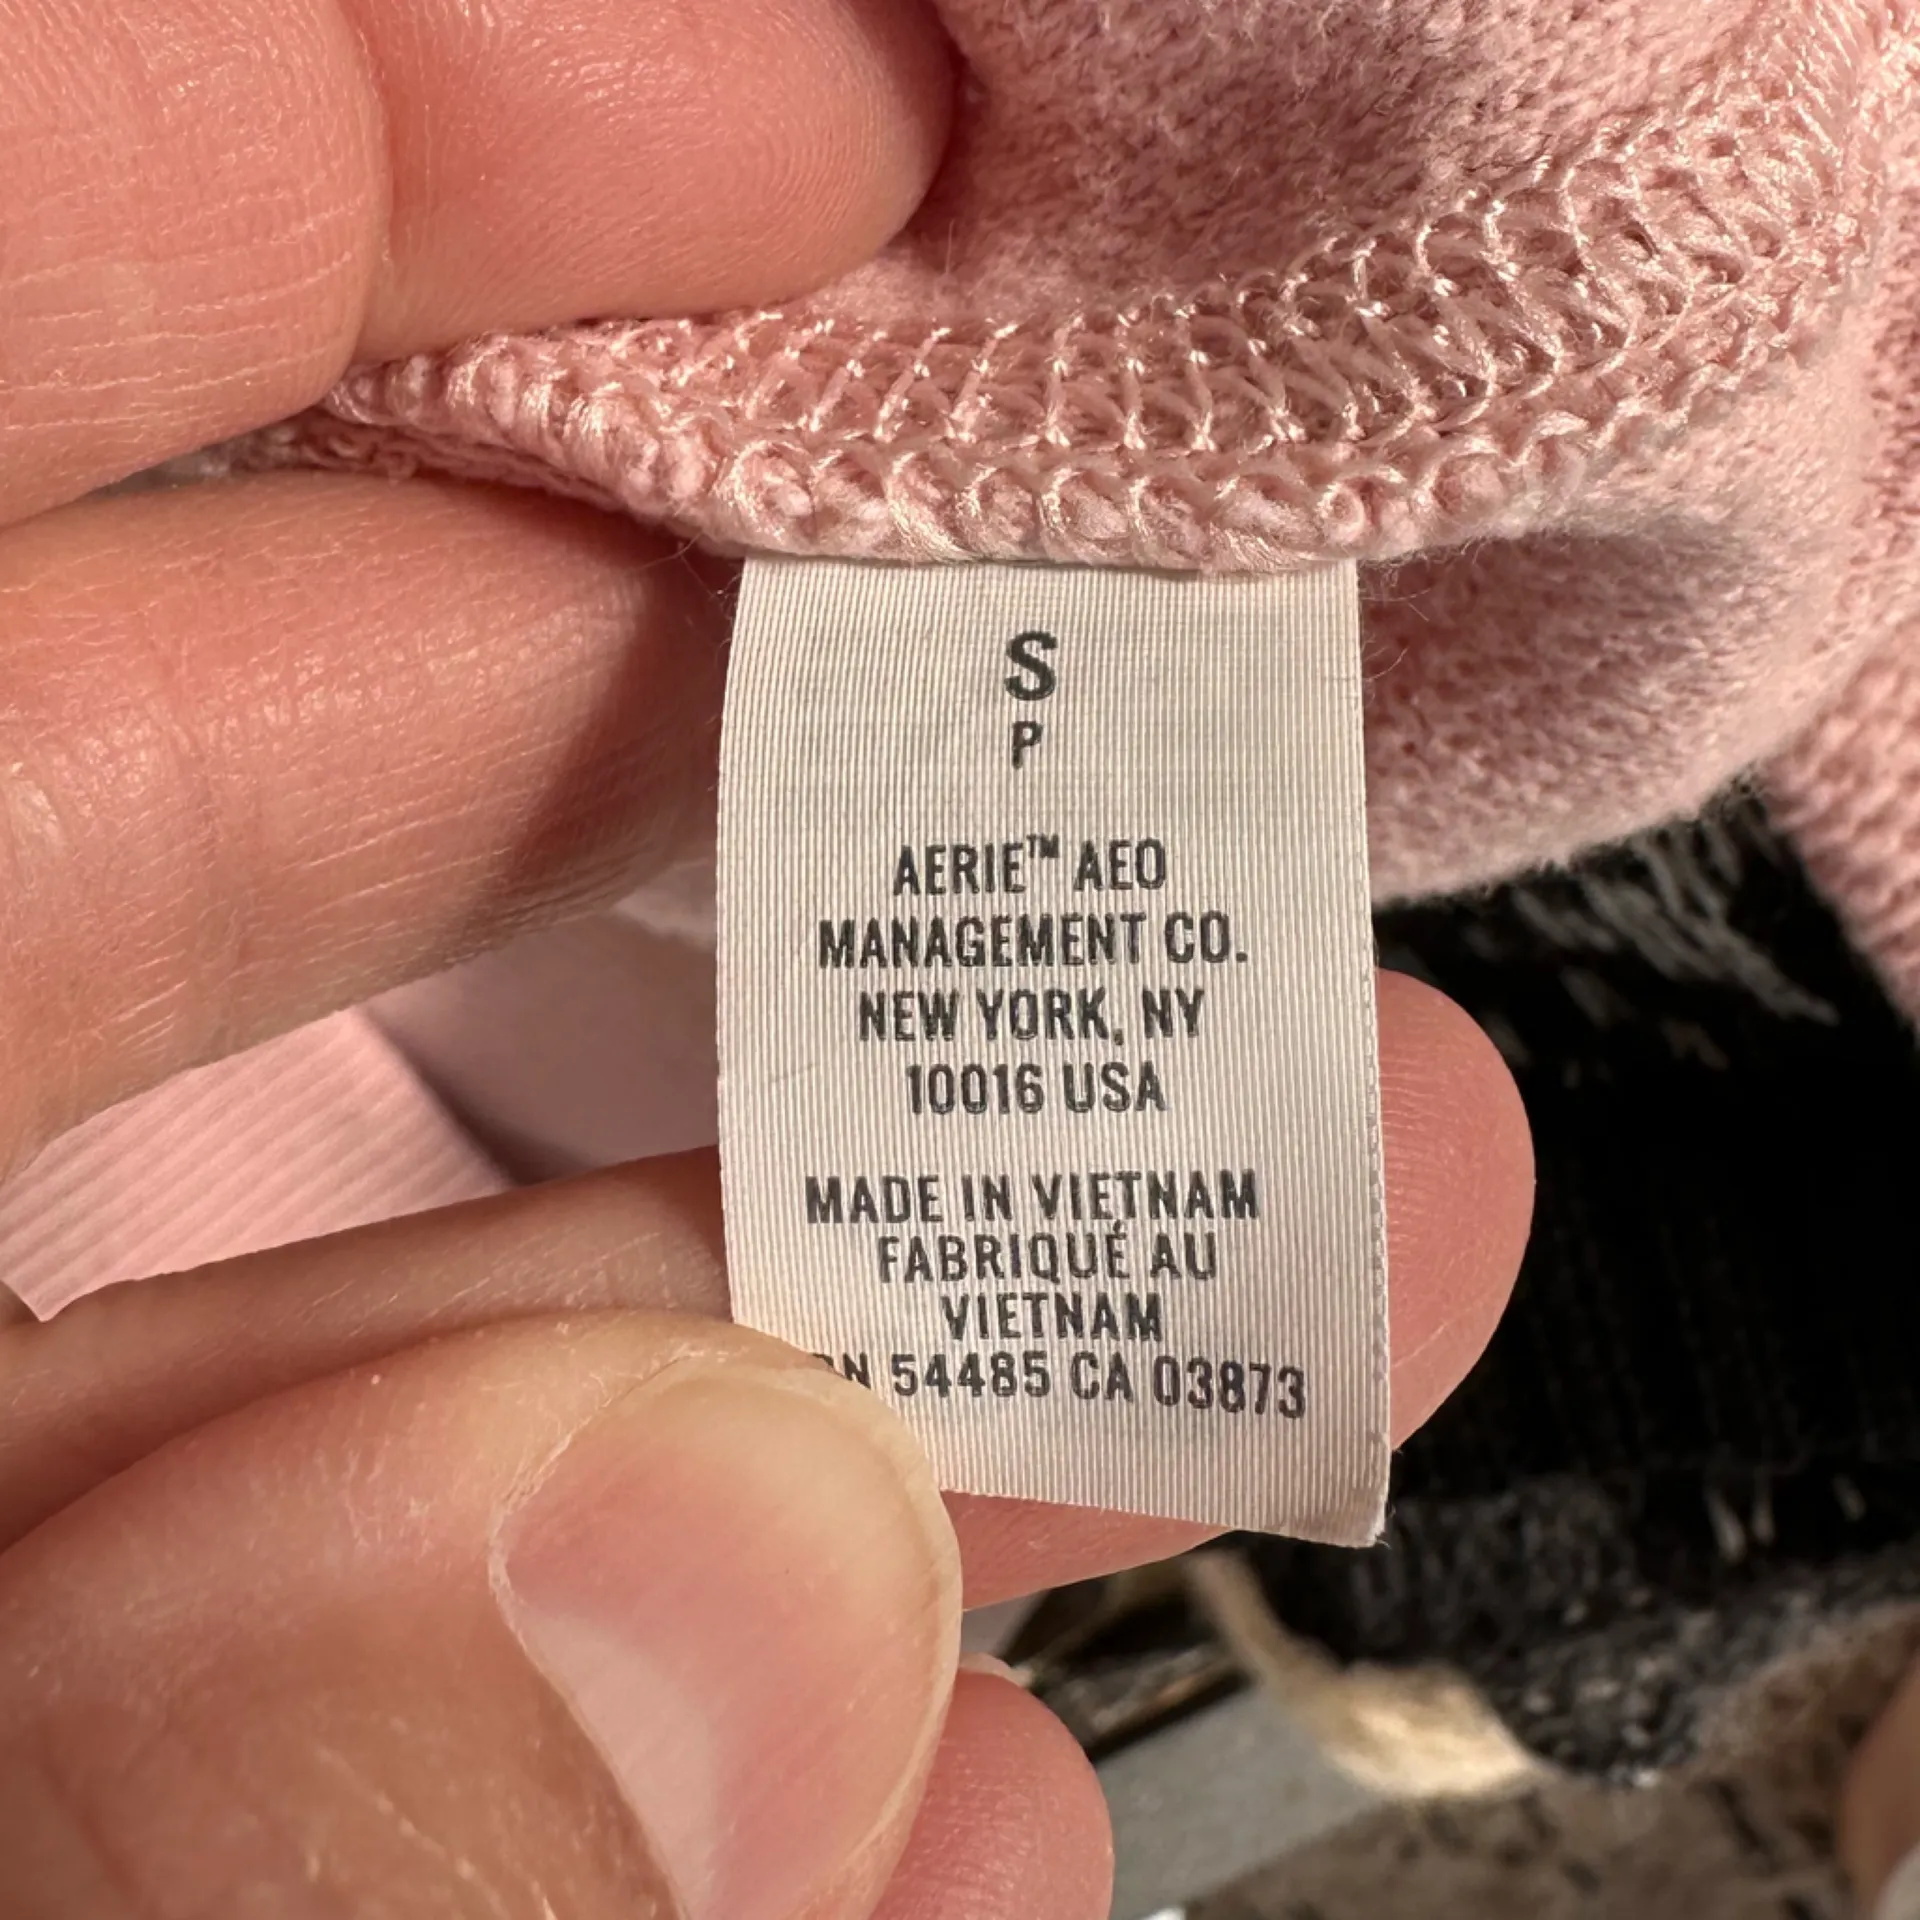 S
P
AERIE™ AEO
MANAGEMENT CO.
NEW YORK, NY
10016 USA
MADE IN VIETNAM
FABRIQUÉ AU
VIETNAM
54485 CA 03873